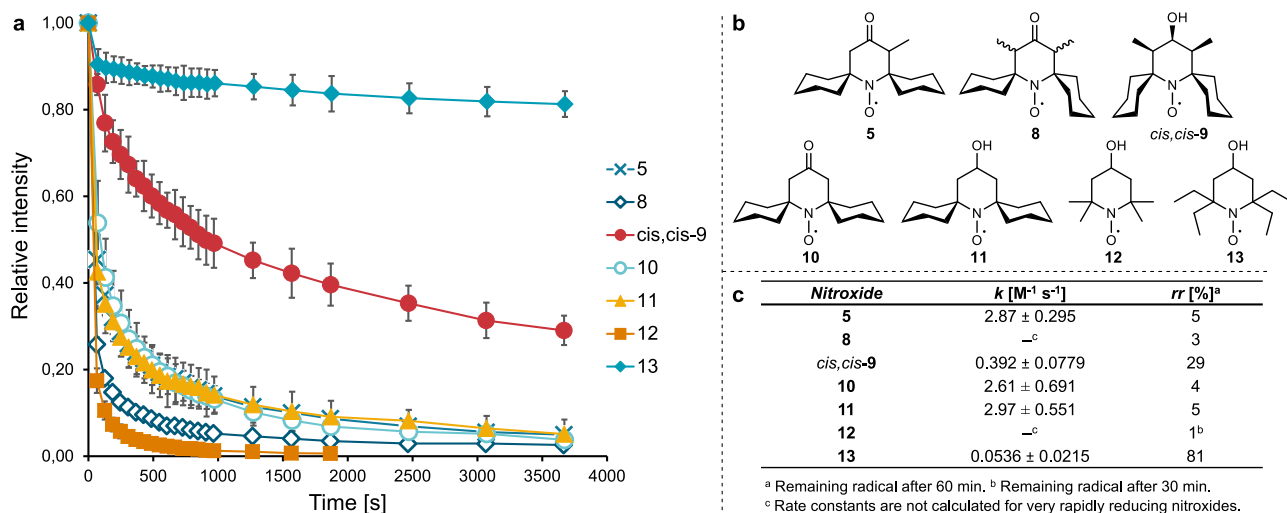 a
1,00
0,80
0,60
0,40
0,20
0,00
Relative intensity
0 500 1000 1500 2000 2500 3000 3500 4000
Time [s]
5
8
cis,cis-9
10
11
12
13
b
O
N
O·
5
O
N
O·
8
OH
N
O·
cis,cis-9
O
N
O·
10
OH
N
O·
11
OH
N
O·
12
OH
N
O·
13
c
Nitroxide k [M⁻¹ s⁻¹] rr [%]ᵃ
5 2.87 ± 0.295 5
8 –ᶜ 3
cis,cis-9 0.392 ± 0.0779 29
10 2.61 ± 0.691 4
11 2.97 ± 0.551 5
12 –ᶜ 1ᵇ
13 0.0536 ± 0.0215 81
ᵃ Remaining radical after 60 min. ᵇ Remaining radical after 30 min.
ᶜ Rate constants are not calculated for very rapidly reducing nitroxides.